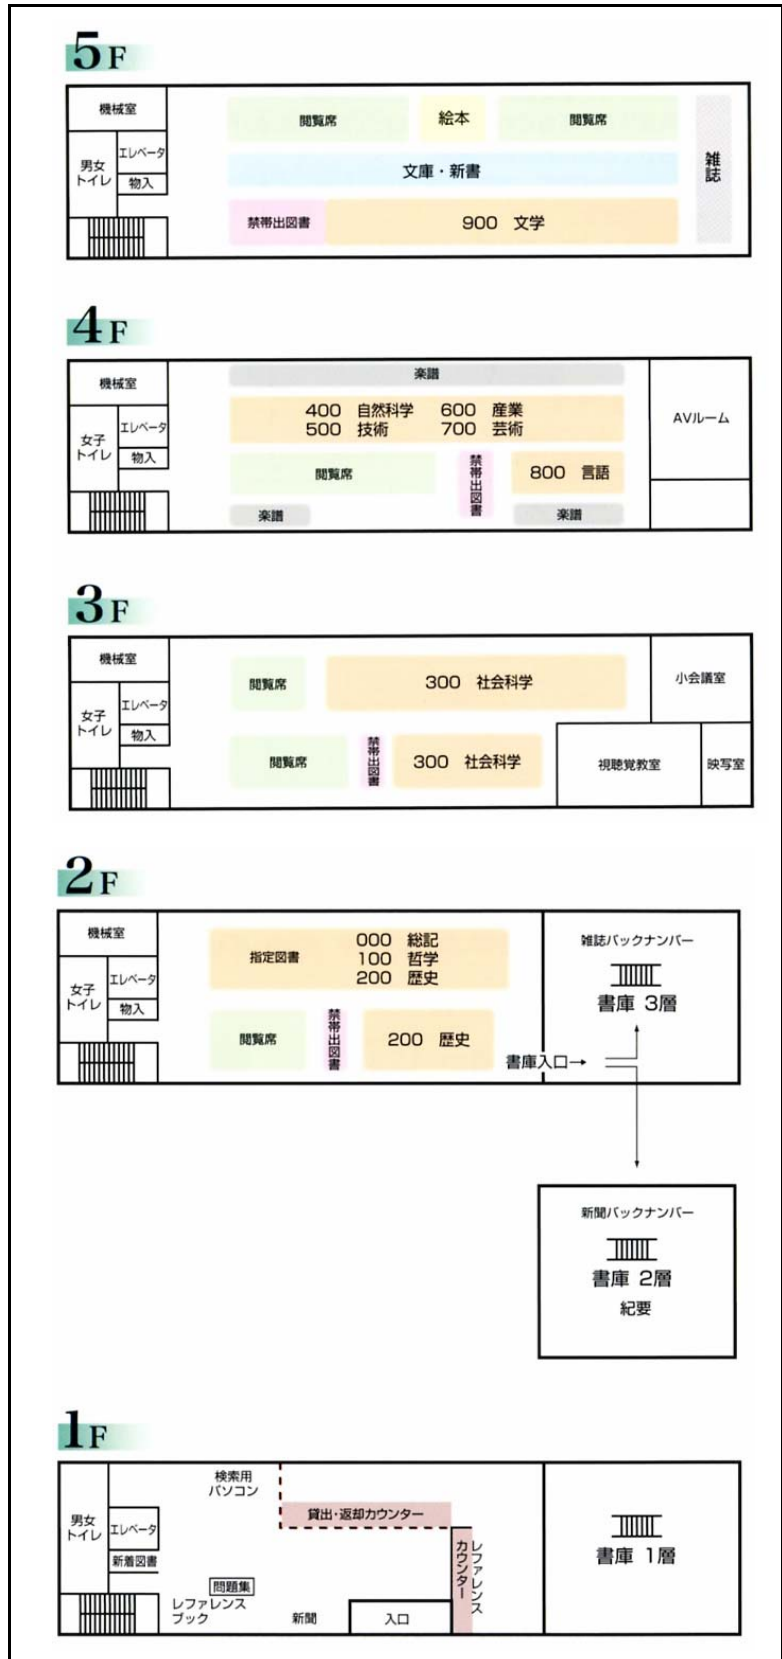 5F
機械室
閲覧席
絵本
閲覧席
雑誌
男女
トイレ
エレベータ
物入
文庫・新書
禁帯出図書
900 文学
4F
機械室
楽譜
400 自然科学 600 産業
500 技術 700 芸術
AVルーム
女子
トイレ
エレベータ
物入
閲覧席
禁帯出図書
800 言語
楽譜
楽譜
3F
機械室
閲覧席
300 社会科学
小会議室
女子
トイレ
エレベータ
物入
閲覧席
禁帯出図書
300 社会科学
視聴覚教室
映写室
2F
機械室
指定図書
000 総記
100 哲学
200 歴史
雑誌バックナンバー
書庫 3層
女子
トイレ
エレベータ
物入
閲覧席
禁帯出図書
200 歴史
書庫入口→
新聞バックナンバー
書庫 2層
紀要
1F
検索用
パソコン
貸出・返却カウンター
男女
トイレ
エレベータ
新着図書
レファレンス
カウンター
書庫 1層
問題集
レファレンス
ブック
新聞
入口